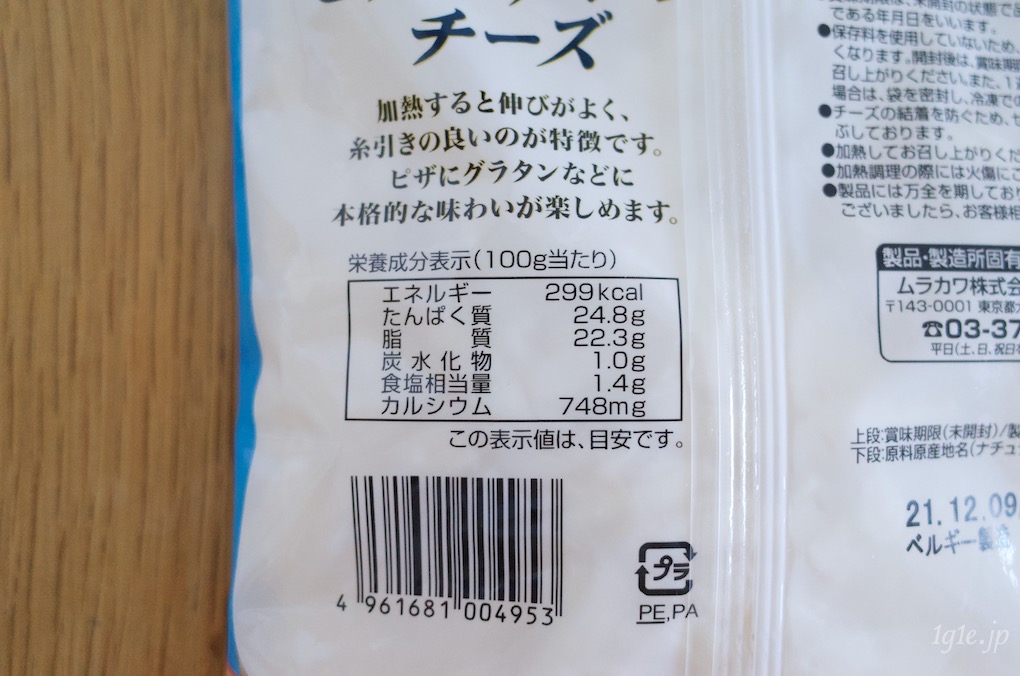 チーズ
加熱すると伸びがよく、
糸引きの良いのが特徴です。
ピザにグラタンなどに
本格的な味わいが楽しめます。
栄養成分表示(100g当たり)
エネルギー 299kcal
たんぱく質 24.8g
脂質 22.3g
炭水化物 1.0g
食塩相当量 1.4g
カルシウム 748mg
この表示値は、目安です。
4 961681 004953
プラ
PE,PA
である年月日をいいます。
●保存料を使用していないため、
くなります。開封後は、賞味期
召し上がりください。また、1
場合は、袋を密封し、冷凍での
●チーズの結着を防ぐため、セ
ぶしております。
●加熱してお召し上がりくだ
●加熱調理の際には火傷にご
●製品には万全を期しており
ございましたら、お客様相
製品・製造所固有
ムラカワ株式会
〒143-0001 東京都
☎03-37
平日(土、日、祝日
上段:賞味期限(未開封)/製
下段:原料原産地名(ナチュ
21.12.09
ベルギー製造
1g1e.jp